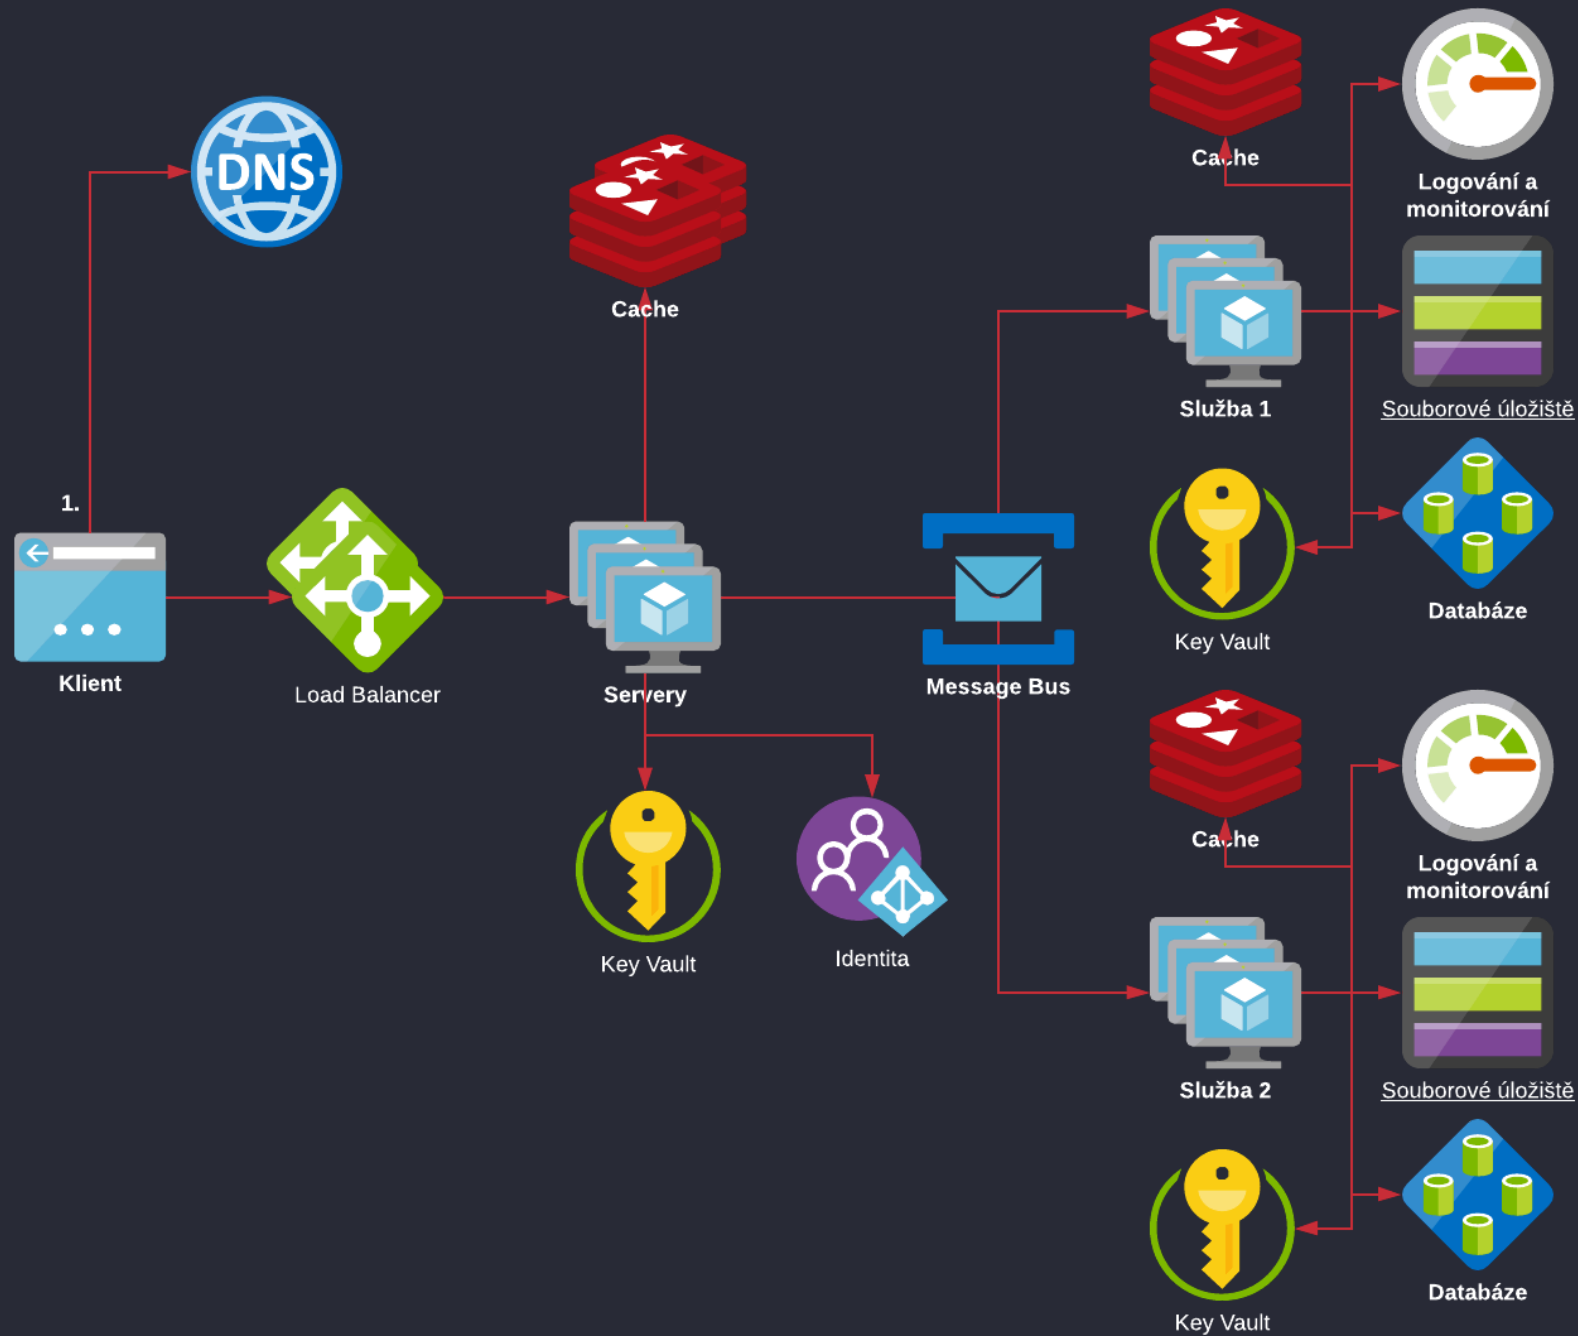 Cache
Logování a
monitorování
DNS
Cache
Služba 1
Souborové úložiště
1.
Klient
Load Balancer
Servery
Message Bus
Key Vault
Databáze
Cache
Logování a
monitorování
Key Vault
Identita
Služba 2
Souborové úložiště
Key Vault
Databáze